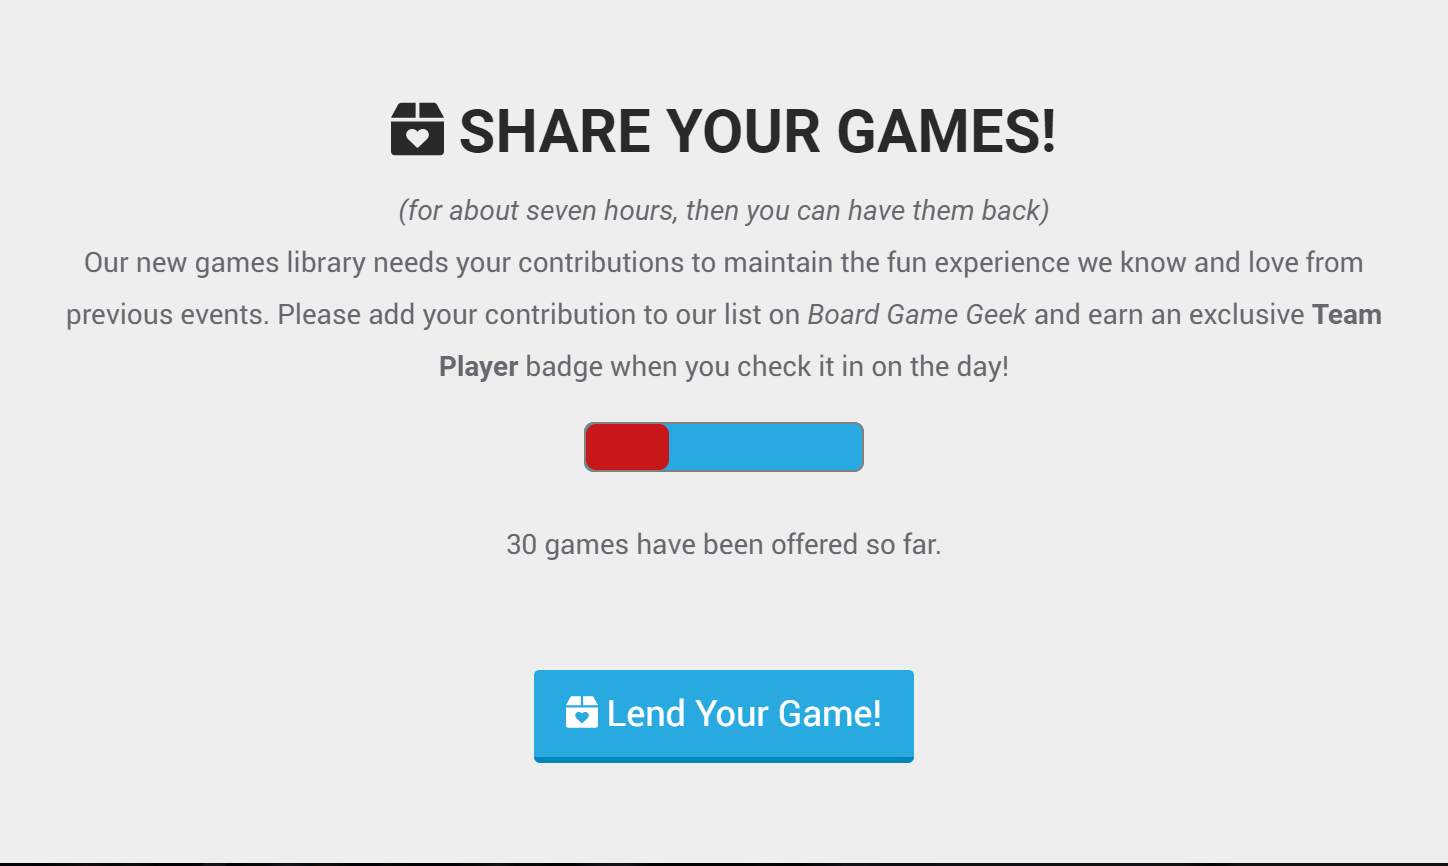 SHARE YOUR GAMES!
(for about seven hours, then you can have them back)
Our new games library needs your contributions to maintain the fun experience we know and love from
previous events. Please add your contribution to our list on Board Game Geek and earn an exclusive Team
Player badge when you check it in on the day!
30 games have been offered so far.
Lend Your Game!